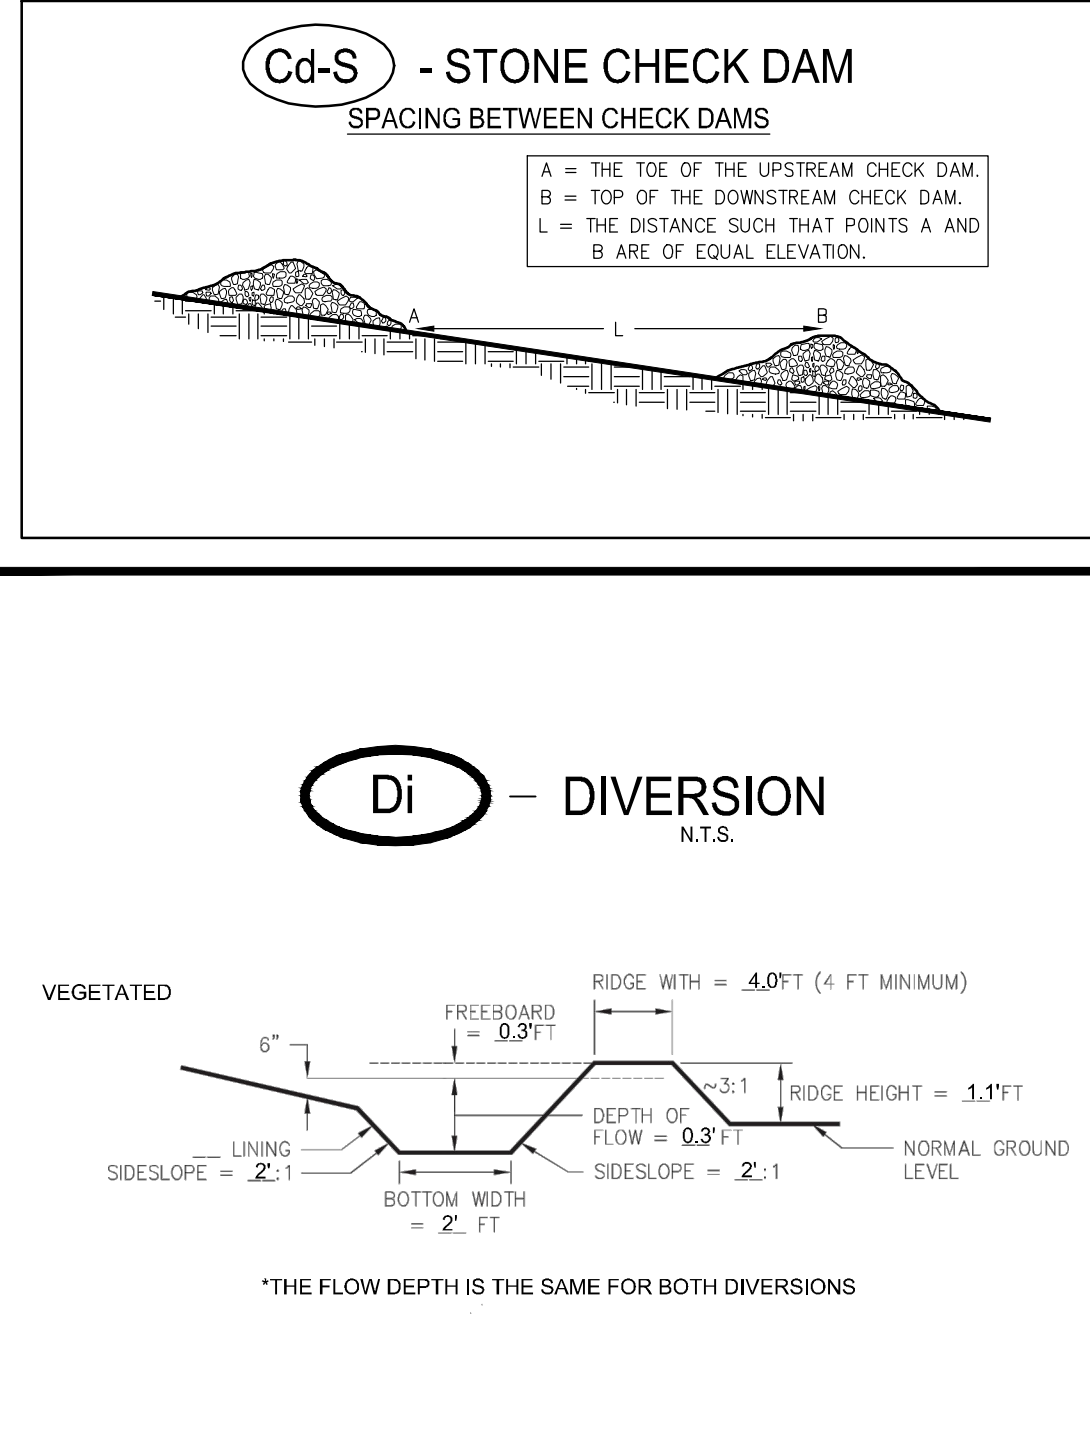 Cd-S - STONE CHECK DAM
SPACING BETWEEN CHECK DAMS
A = THE TOE OF THE UPSTREAM CHECK DAM.
B = TOP OF THE DOWNSTREAM CHECK DAM.
L = THE DISTANCE SUCH THAT POINTS A AND
B ARE OF EQUAL ELEVATION.
A
L
B
Di - DIVERSION
N.T.S.
VEGETATED
RIDGE WITH = 4.0'FT (4 FT MINIMUM)
FREEBOARD
= 0.3'FT
6"
~3:1
RIDGE HEIGHT = 1.1'FT
DEPTH OF
FLOW = 0.3' FT
__ LINING
SIDESLOPE = 2':1
SIDESLOPE = 2':1
NORMAL GROUND
LEVEL
BOTTOM WIDTH
= 2' FT
*THE FLOW DEPTH IS THE SAME FOR BOTH DIVERSIONS